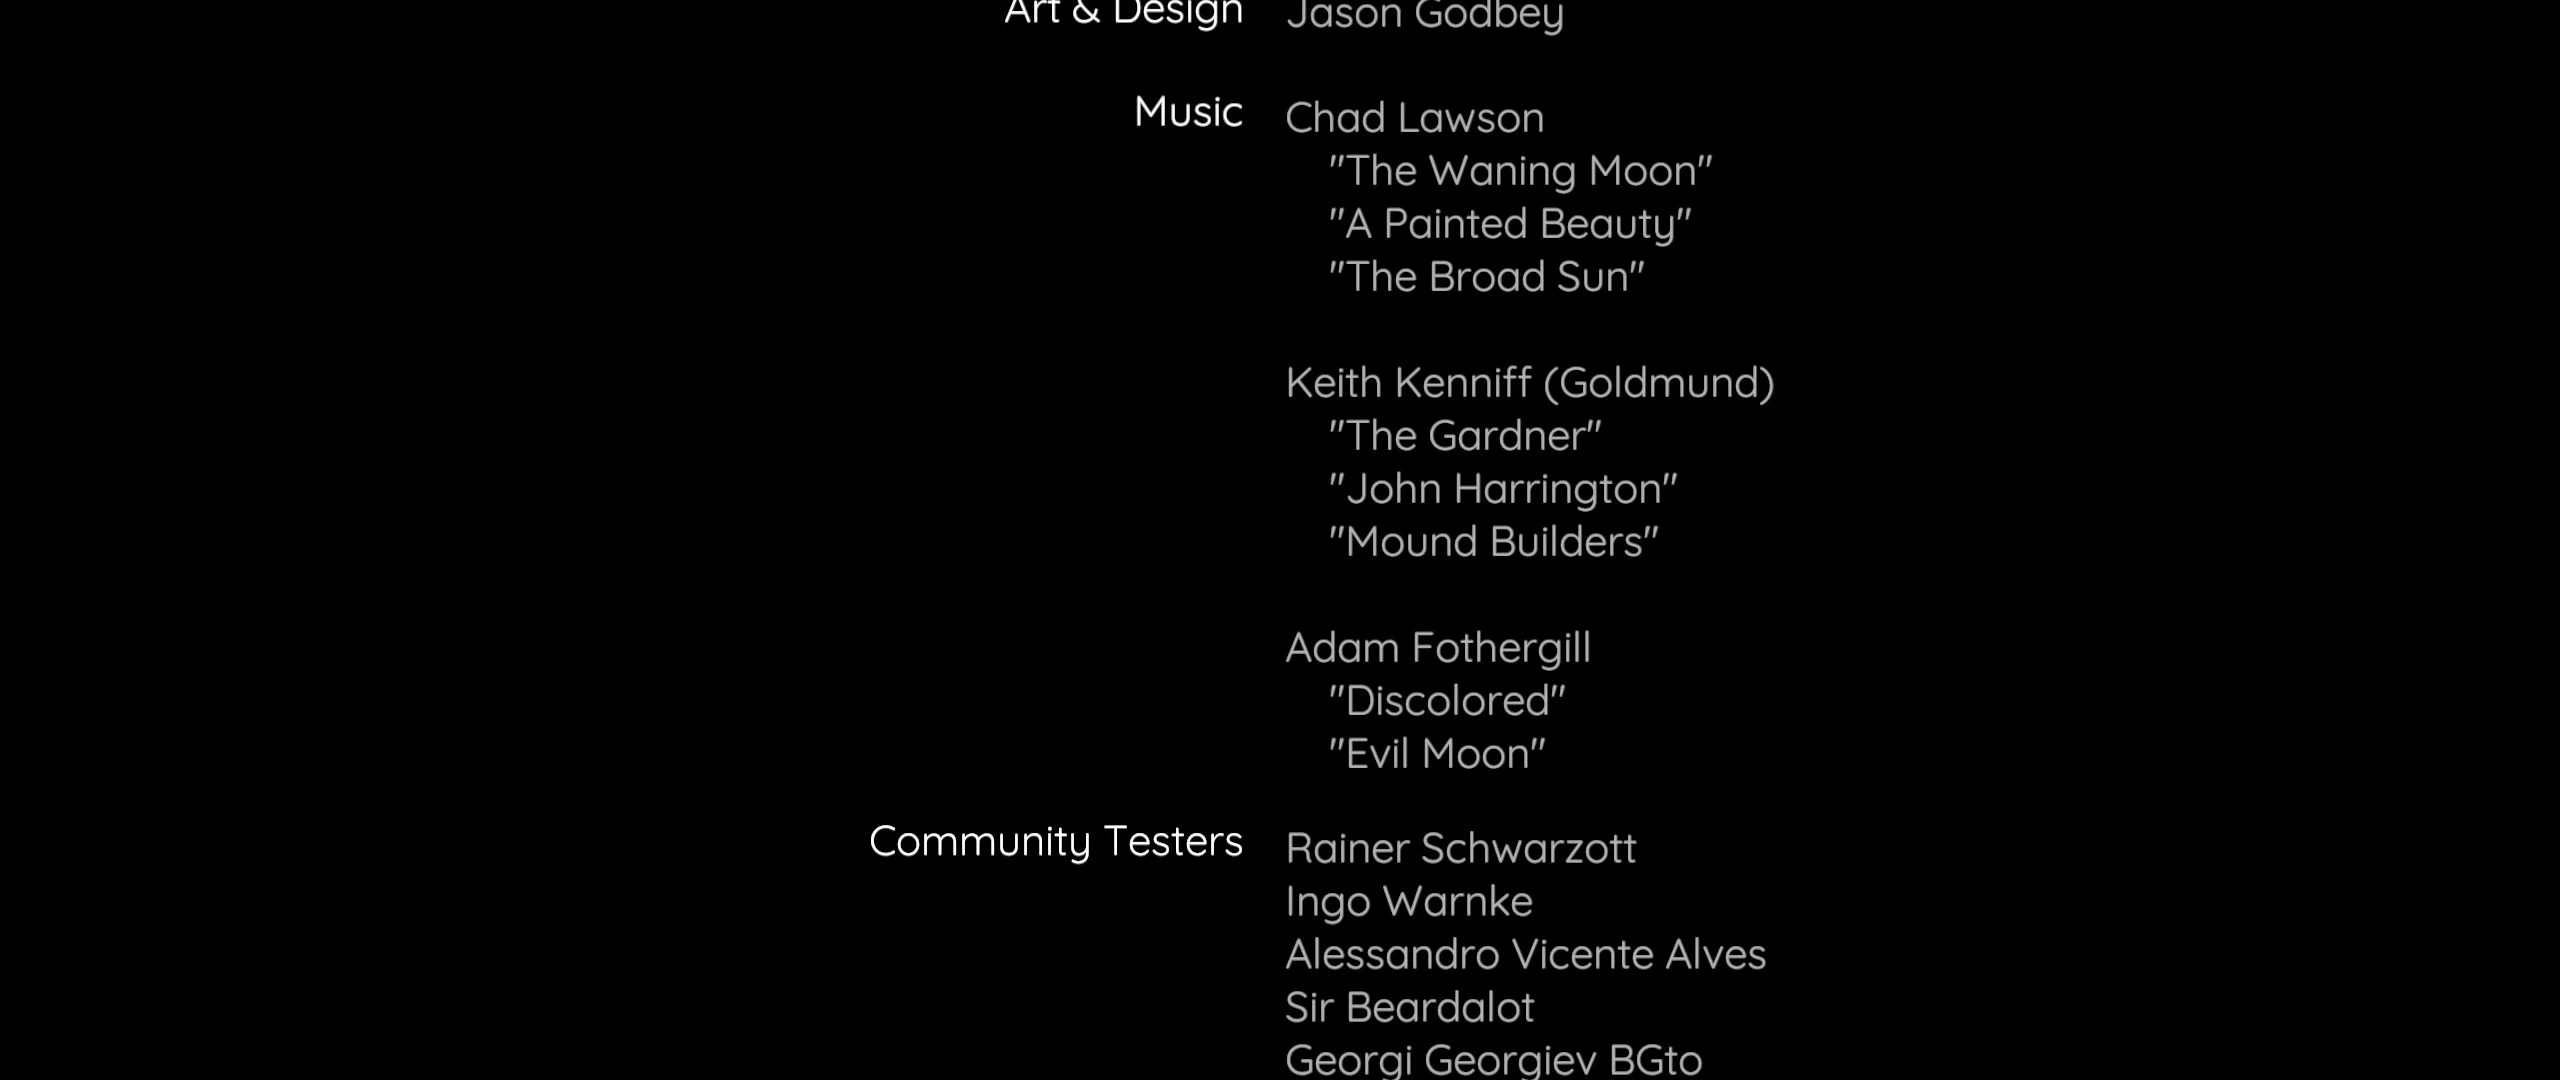 Art & Design Jason Godbey
Music Chad Lawson
"The Waning Moon"
"A Painted Beauty"
"The Broad Sun"
Keith Kenniff (Goldmund)
"The Gardner"
"John Harrington"
"Mound Builders"
Adam Fothergill
"Discolored"
"Evil Moon"
Community Testers Rainer Schwarzott
Ingo Warnke
Alessandro Vicente Alves
Sir Beardalot
Georgi Georgiev BGto